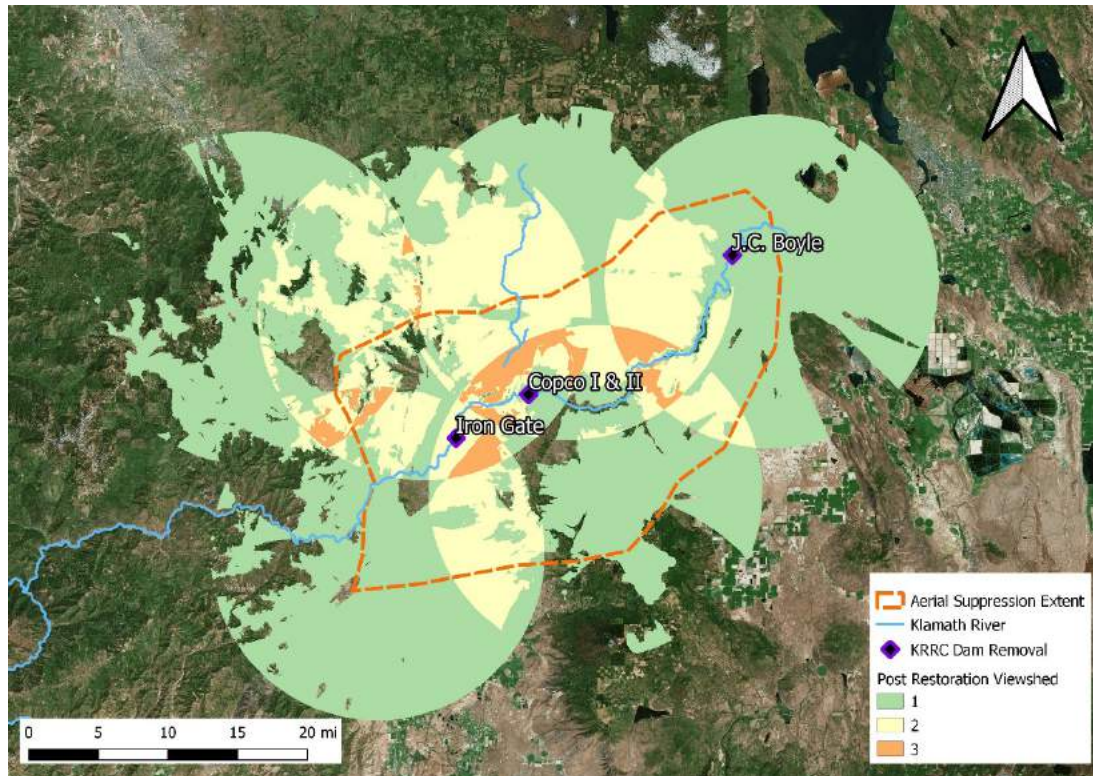 J.C. Boyle
Copco I & II
Iron Gate
Aerial Suppression Extent
Klamath River
KRRC Dam Removal
Post Restoration Viewshed
1
2
3
0 5 10 15 20 mi